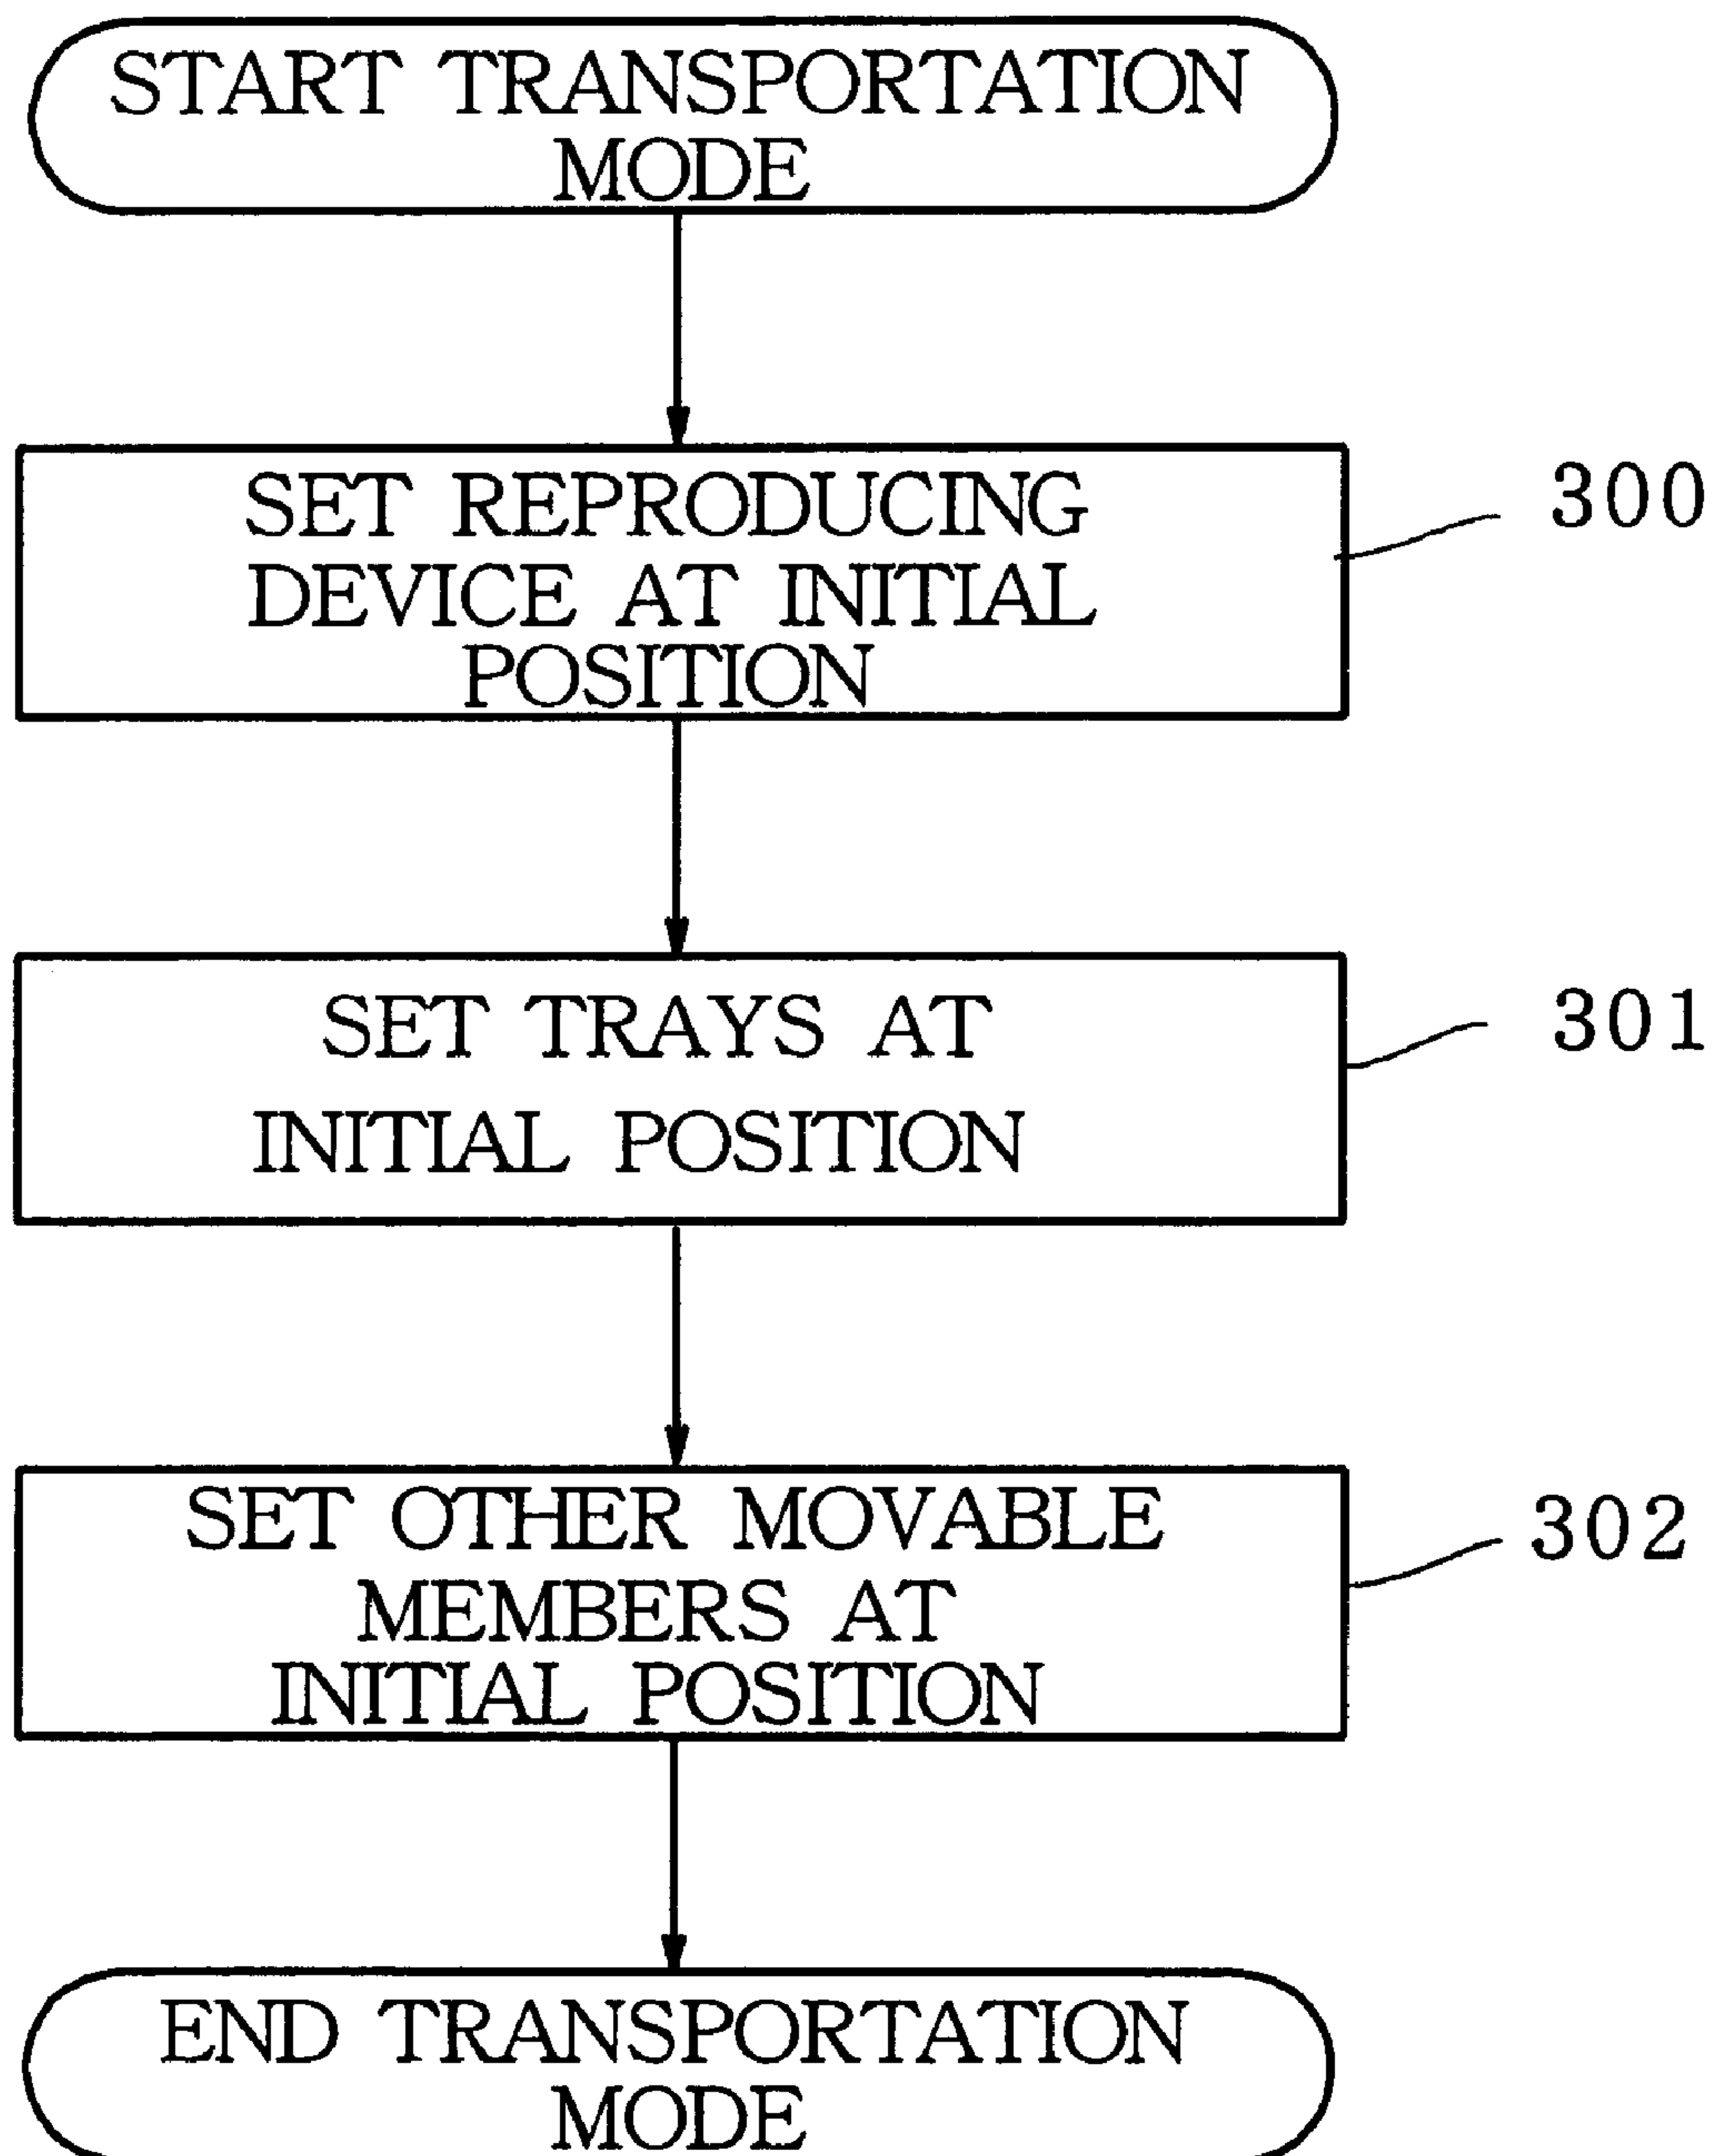 START TRANSPORTATION
MODE
SET REPRODUCING
DEVICE AT INITIAL
POSITION
300
SET TRAYS AT
INITIAL POSITION
301
SET OTHER MOVABLE
MEMBERS AT
INITIAL POSITION
302
END TRANSPORTATION
MODE